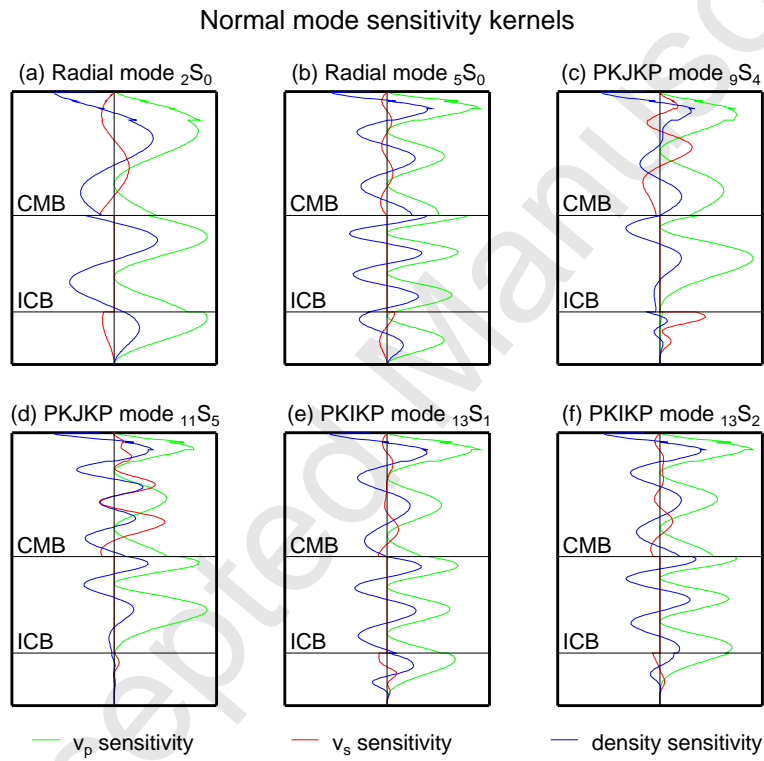 Normal mode sensitivity kernels
(a) Radial mode ₂S₀
(b) Radial mode ₅S₀
(c) PKJKP mode ₉S₄
CMB
ICB
CMB
ICB
CMB
ICB
(d) PKJKP mode ₁₁S₅
(e) PKIKP mode ₁₃S₁
(f) PKIKP mode ₁₃S₂
CMB
ICB
CMB
ICB
CMB
ICB
vₚ sensitivity
vₛ sensitivity
density sensitivity
epted Manusc